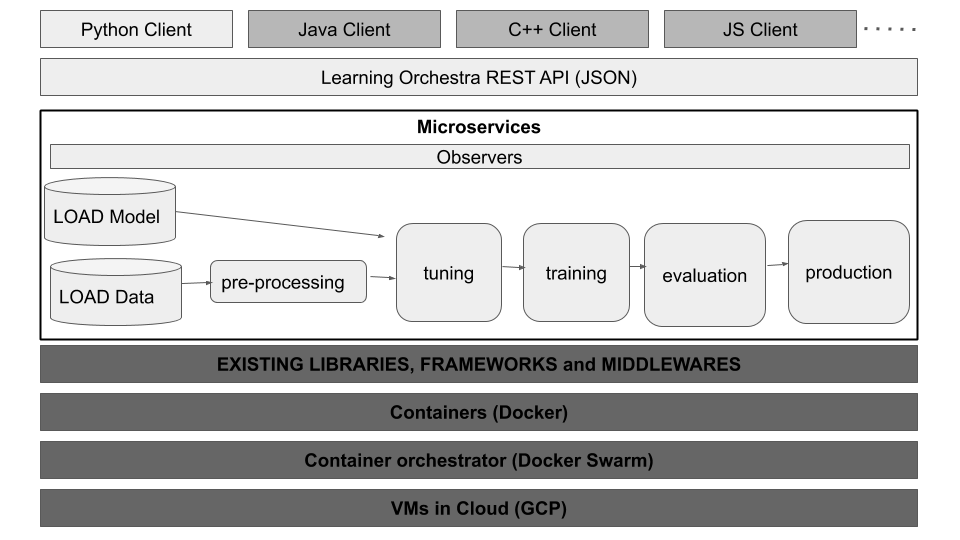 Python Client
Java Client
C++ Client
JS Client
.....
Learning Orchestra REST API (JSON)
Microservices
Observers
LOAD Model
LOAD Data
pre-processing
tuning
training
evaluation
production
EXISTING LIBRARIES, FRAMEWORKS and MIDDLEWARES
Containers (Docker)
Container orchestrator (Docker Swarm)
VMs in Cloud (GCP)